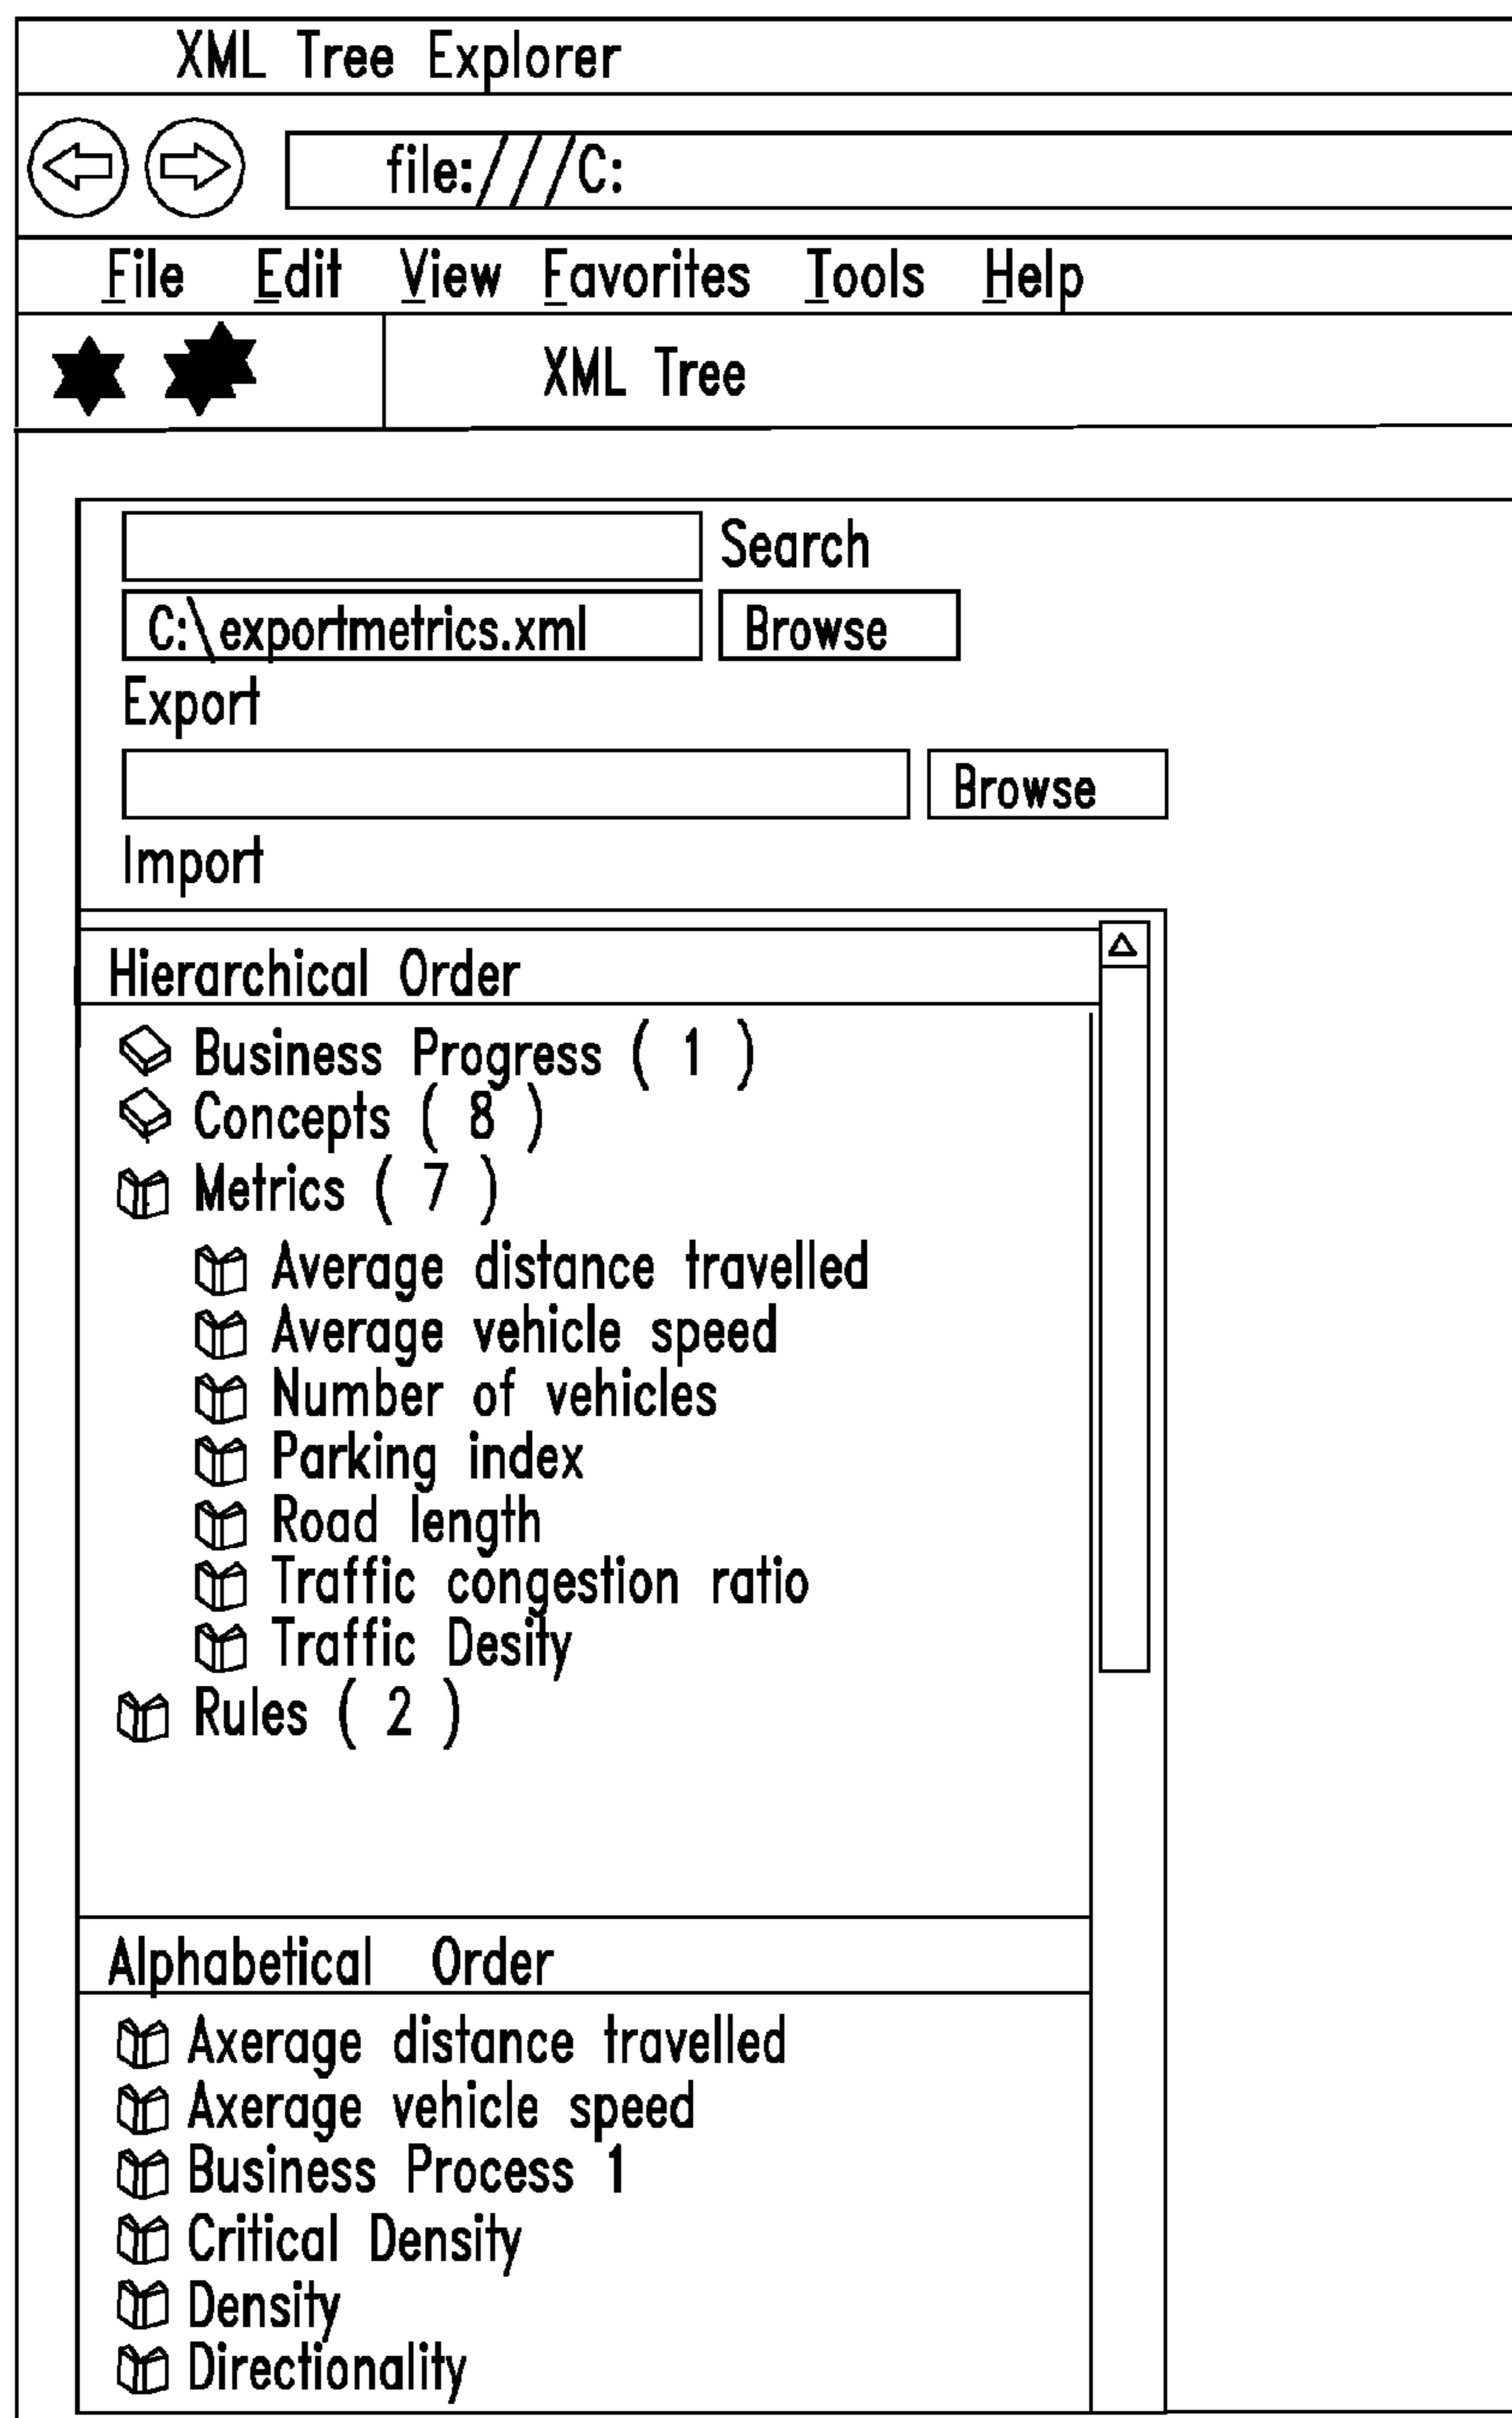 XML Tree Explorer
file:///C:
File Edit View Favorites Tools Help
XML Tree
Search
C:\exportmetrics.xml Browse
Export
Browse
Import
Hierarchical Order
Business Progress ( 1 )
Concepts ( 8 )
Metrics ( 7 )
Average distance travelled
Average vehicle speed
Number of vehicles
Parking index
Road length
Traffic congestion ratio
Traffic Desity
Rules ( 2 )
Alphabetical Order
Axerage distance travelled
Axerage vehicle speed
Business Process 1
Critical Density
Density
Directionality